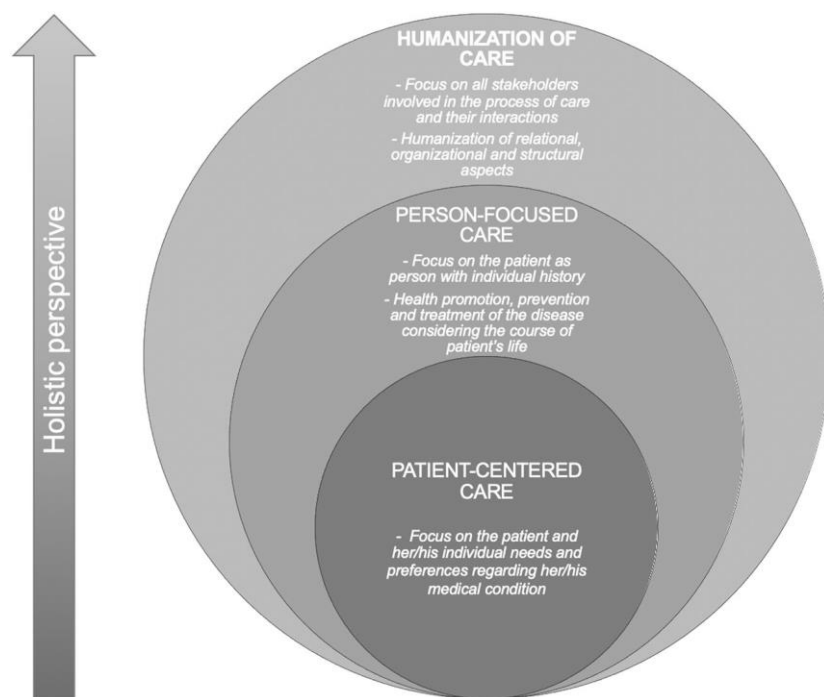 HUMANIZATION OF
CARE
- Focus on all stakeholders
involved in the process of care
and their interactions
- Humanization of relational,
organizational and structural
aspects
PERSON-FOCUSED
CARE
- Focus on the patient as
person with individual history
- Health promotion, prevention
and treatment of the disease
considering the course of
patient's life
PATIENT-CENTERED
CARE
- Focus on the patient and
her/his individual needs and
preferences regarding her/his
medical condition
Holistic perspective